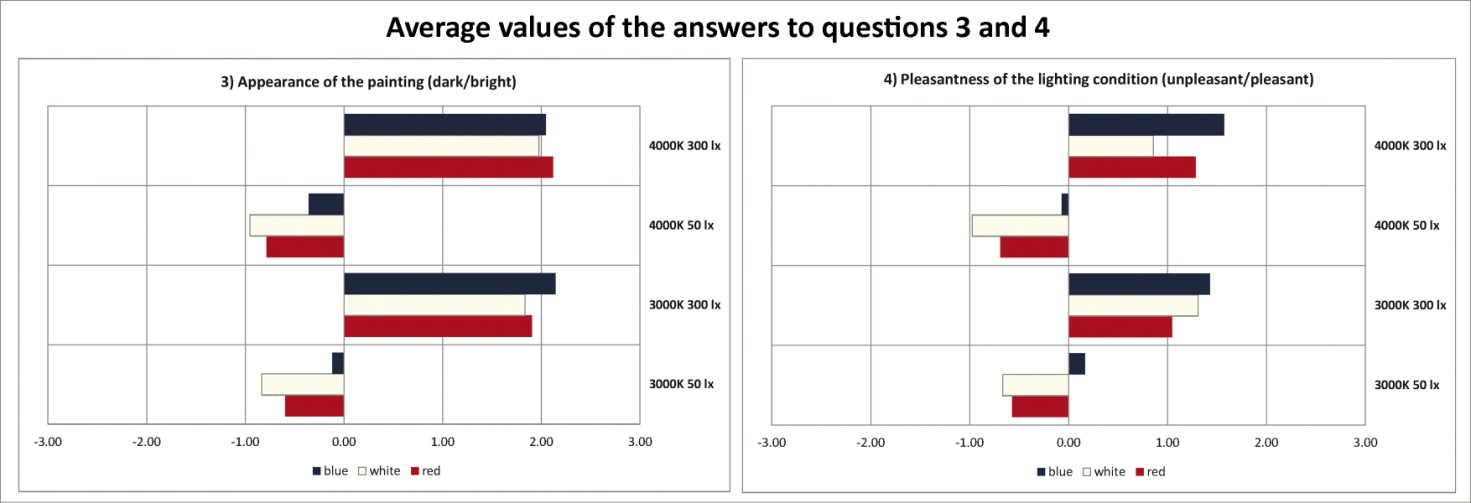 Average values of the answers to questions 3 and 4
3) Appearance of the painting (dark/bright)
4000K 300 lx
4000K 50 lx
3000K 300 lx
3000K 50 lx
-3.00 -2.00 -1.00 0.00 1.00 2.00 3.00
blue white red
4) Pleasantness of the lighting condition (unpleasant/pleasant)
4000K 300 lx
4000K 50 lx
3000K 300 lx
3000K 50 lx
-3.00 -2.00 -1.00 0.00 1.00 2.00 3.00
blue white red